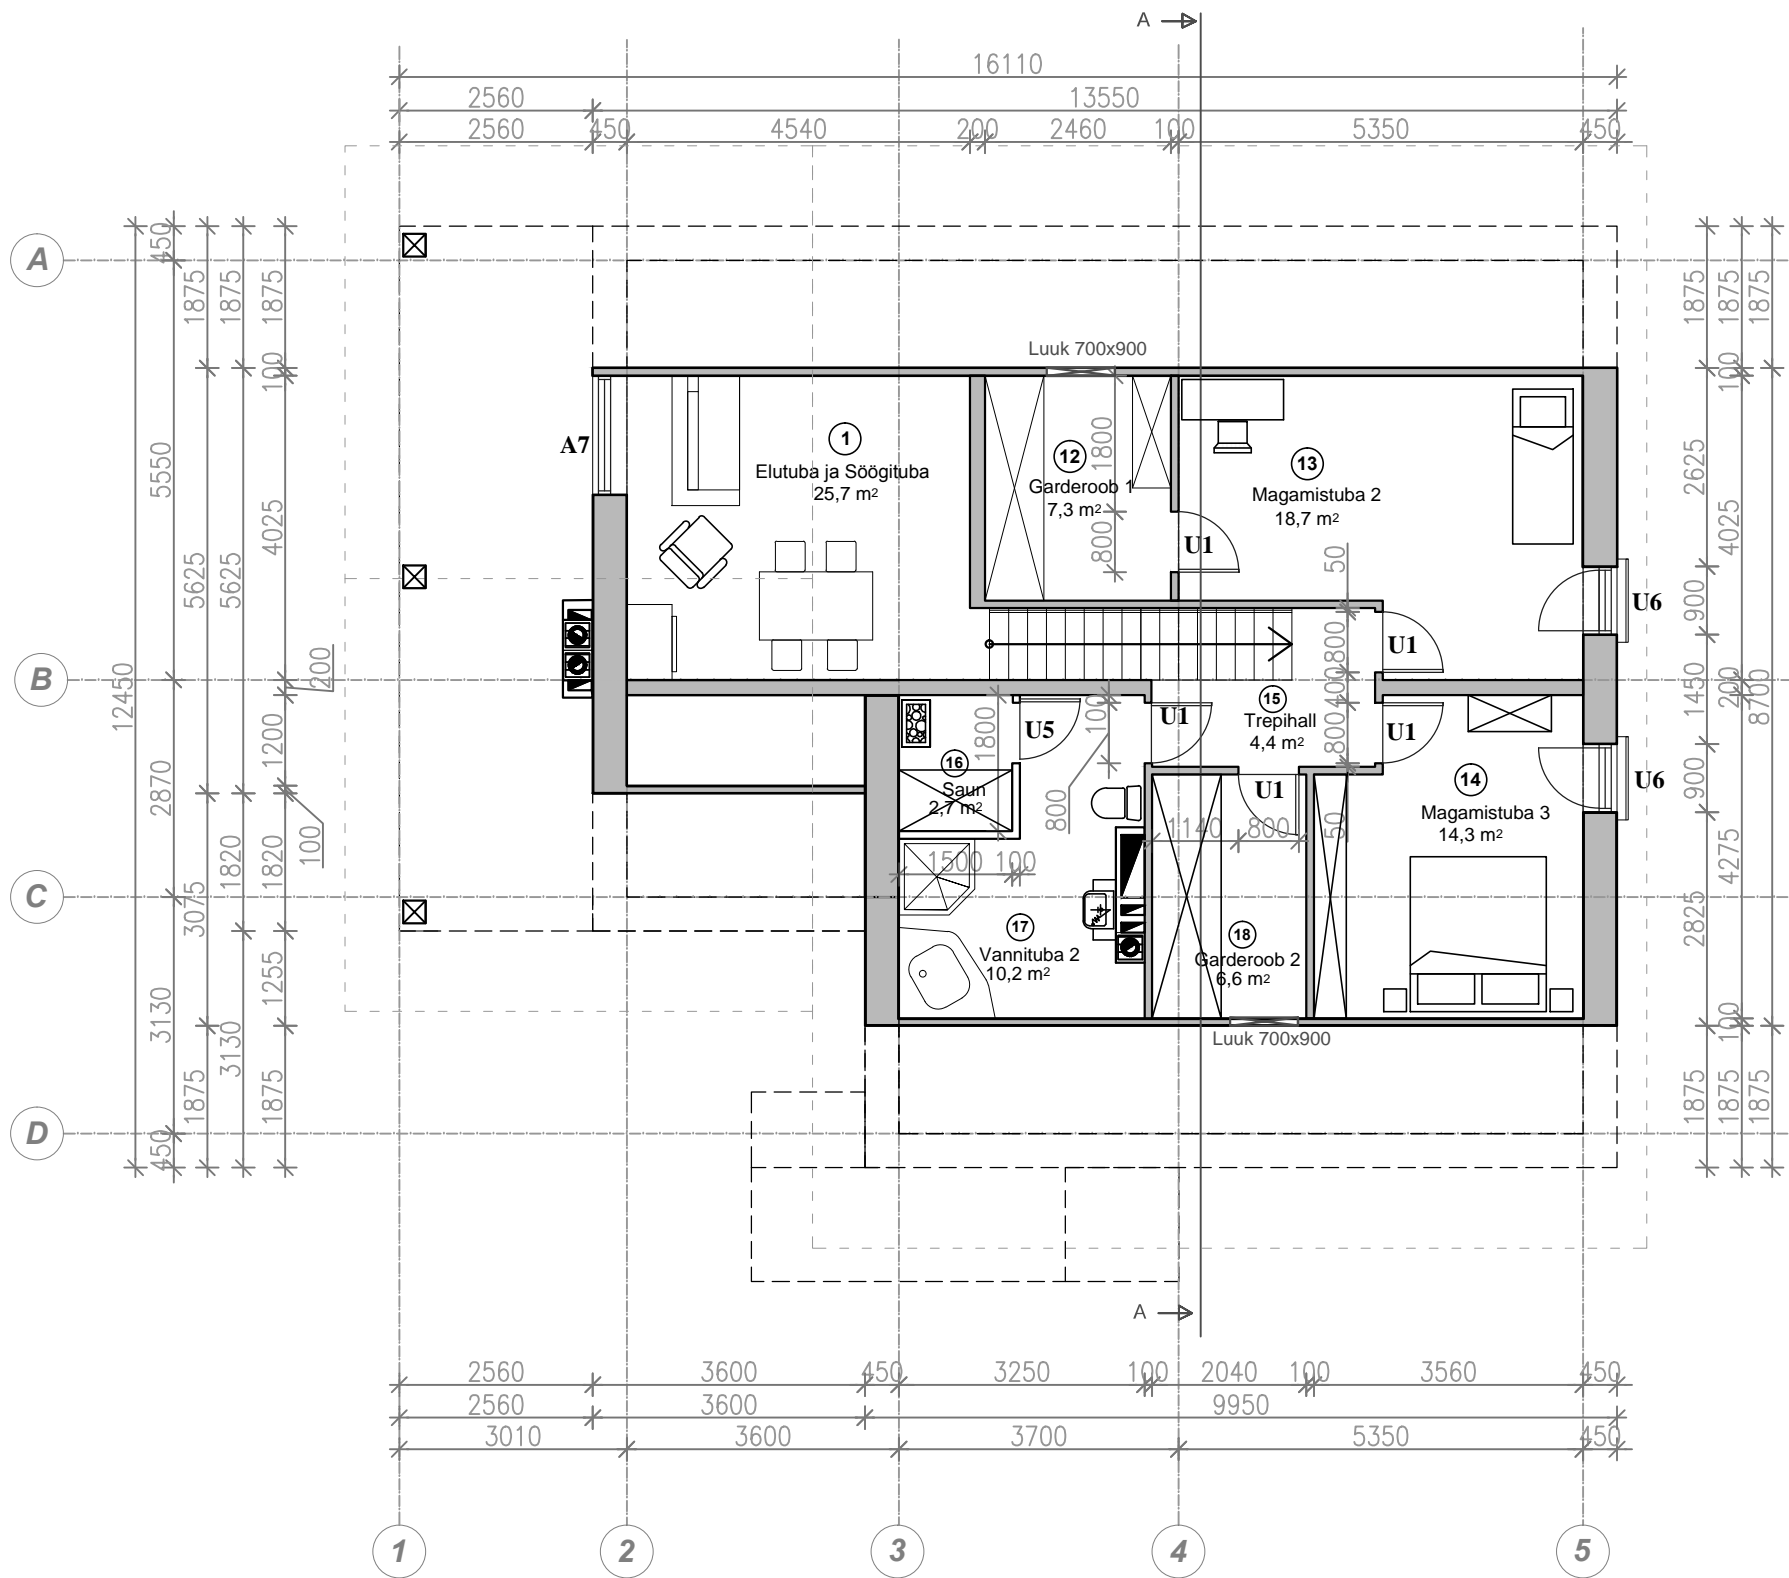 A
16110
2560 13550
2560 450 4540 200 2460 100 5350 450
A
B
C
D
12450
450 5550 2870 3075 3130 450
1875 5625 1875
1875 5625 1820 3130
1875 100 4025 200 1200 100 1820 1255 1875
1875 2625 900 1450 900 2825 1875
1875 100 4025 200 4275 100 1875
1875 8700 1875
Luuk 700x900
A7
1
Elutuba ja Söögituba
25,7 m²
12
Garderoob 1
7,3 m²
1800
800
U1
13
Magamistuba 2
18,7 m²
50
800
400
800
50
U1
U6
15
Trepihall
4,4 m²
U1
U1
U5
1800
100
800
16
Saun
2,7 m²
U1
14
Magamistuba 3
14,3 m²
U6
1140 800
1500 100
17
Vannituba 2
10,2 m²
18
Garderoob 2
6,6 m²
Luuk 700x900
A
2560 3600 450 3250 100 2040 100 3560 450
2560 3600 9950
3010 3600 3700 5350 450
1 2 3 4 5